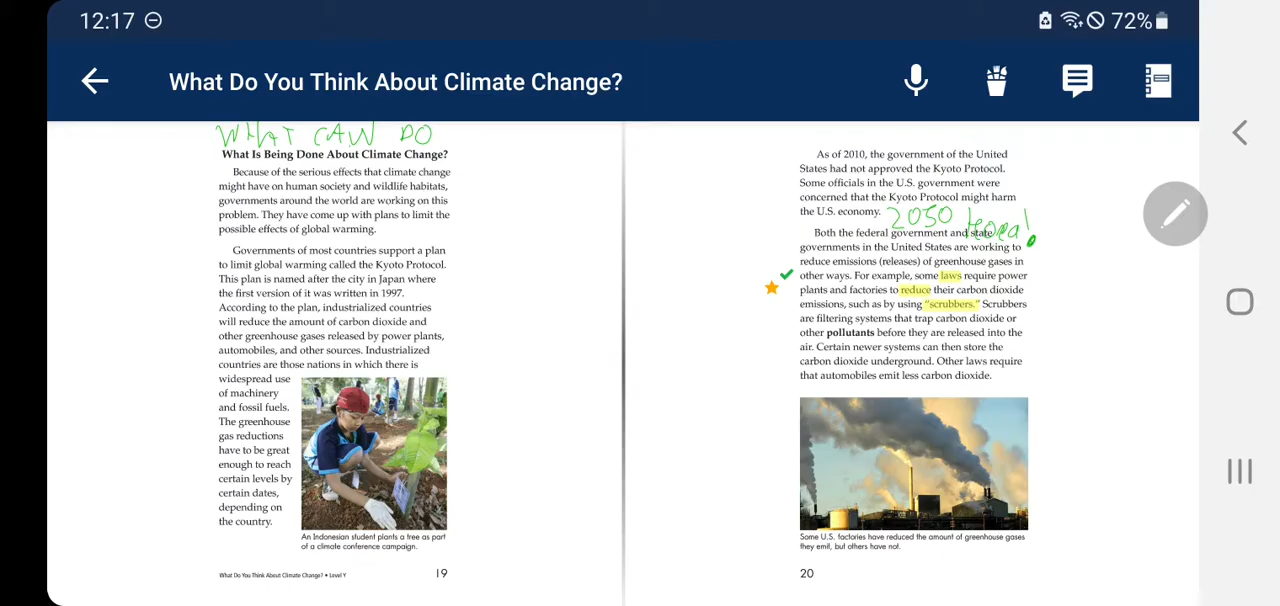 12:17 72%
What Do You Think About Climate Change?
WHAT CAN DO
What Is Being Done About Climate Change?
Because of the serious effects that climate change
might have on human society and wildlife habitats,
governments around the world are working on this
problem. They have come up with plans to limit the
possible effects of global warming.
Governments of most countries support a plan
to limit global warming called the Kyoto Protocol.
This plan is named after the city in Japan where
the first version of it was written in 1997.
According to the plan, industrialized countries
will reduce the amount of carbon dioxide and
other greenhouse gases released by power plants,
automobiles, and other sources. Industrialized
countries are those nations in which there is
widespread use
of machinery
and fossil fuels.
The greenhouse
gas reductions
have to be great
enough to reach
certain levels by
certain dates,
depending on
the country.
An Indonesian student plants a tree as part
of a climate conference campaign.
What Do You Think About Climate Change? • Level Y 19
As of 2010, the government of the United
States had not approved the Kyoto Protocol.
Some officials in the U.S. government were
concerned that the Kyoto Protocol might harm
the U.S. economy.
2050
Both the federal government and state
governments in the United States are working to
reduce emissions (releases) of greenhouse gases in
other ways. For example, some laws require power
plants and factories to reduce their carbon dioxide
emissions, such as by using “scrubbers.” Scrubbers
are filtering systems that trap carbon dioxide or
other pollutants before they are released into the
air. Certain newer systems can then store the
carbon dioxide underground. Other laws require
that automobiles emit less carbon dioxide.
Some U.S. factories have reduced the amount of greenhouse gases
they emit, but others have not.
20